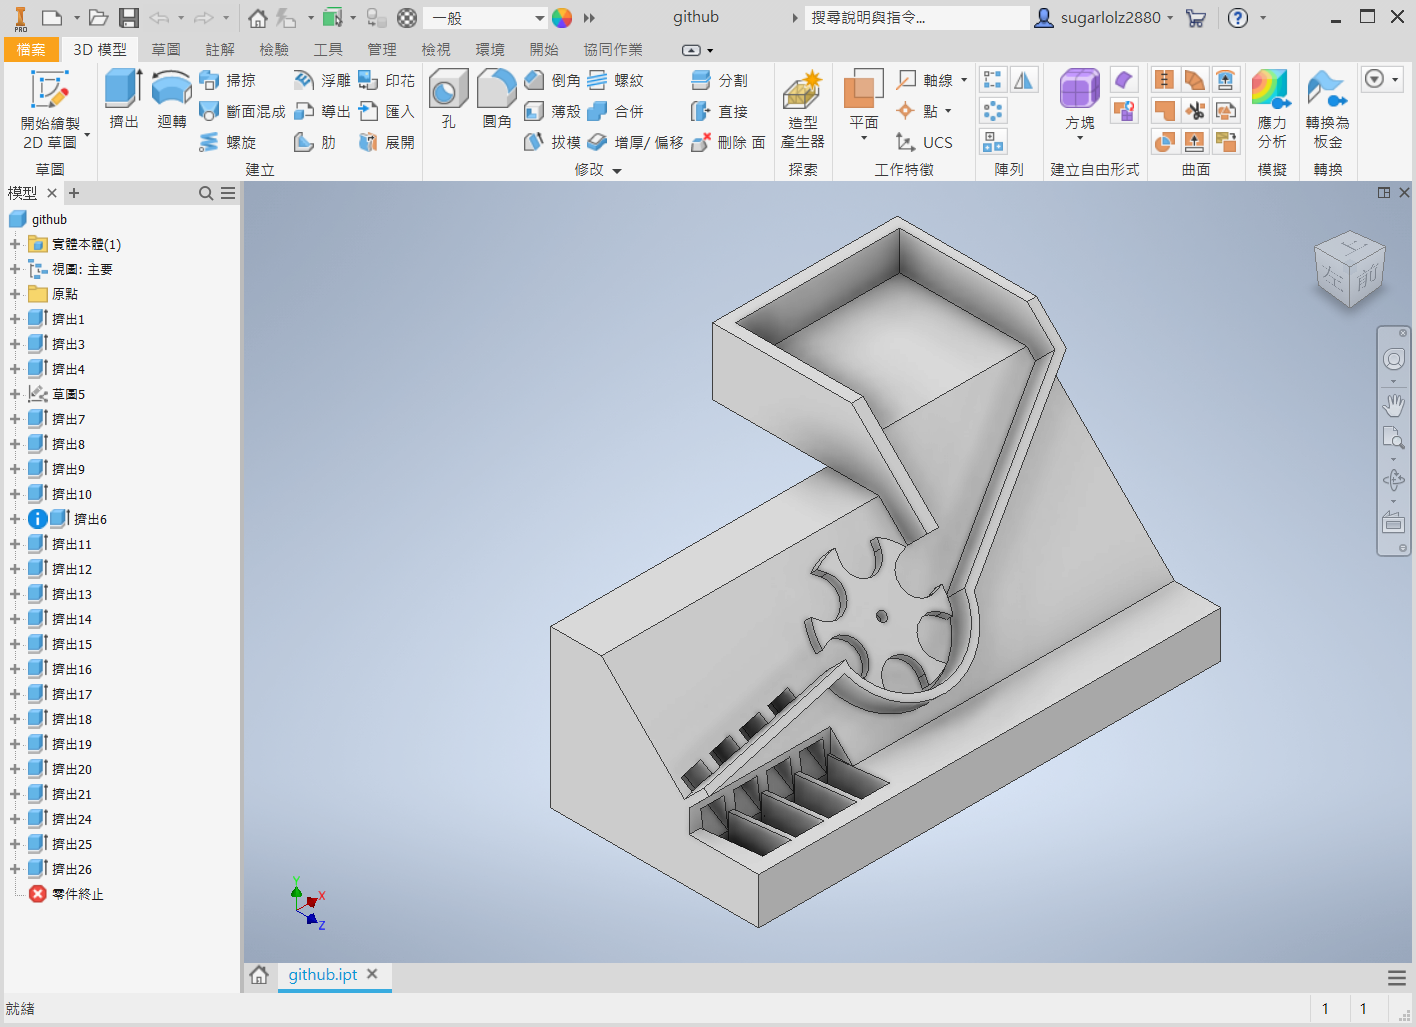 PRO
一般
github
搜尋說明與指令...
sugarlolz2880
檔案
3D 模型
草圖
註解
檢驗
工具
管理
檢視
環境
開始
協同作業
開始繪製
2D 草圖
草圖
擠出
迴轉
掃掠
斷面混成
螺旋
浮雕
導出
肋
印花
匯入
展開
建立
孔
圓角
倒角
薄殼
拔模
螺紋
合併
增厚/ 偏移
分割
直接
刪除 面
修改
造型
產生器
探索
平面
軸線
點
UCS
工作特徵
陣列
方塊
建立自由形式
曲面
應力
分析
模擬
轉換為
板金
轉換
模型
github
實體本體(1)
視圖: 主要
原點
擠出1
擠出3
擠出4
草圖5
擠出7
擠出8
擠出9
擠出10
擠出6
擠出11
擠出12
擠出13
擠出14
擠出15
擠出16
擠出17
擠出18
擠出19
擠出20
擠出21
擠出24
擠出25
擠出26
零件終止
上
左
前
Y
X
Z
github.ipt
就緒
1
1